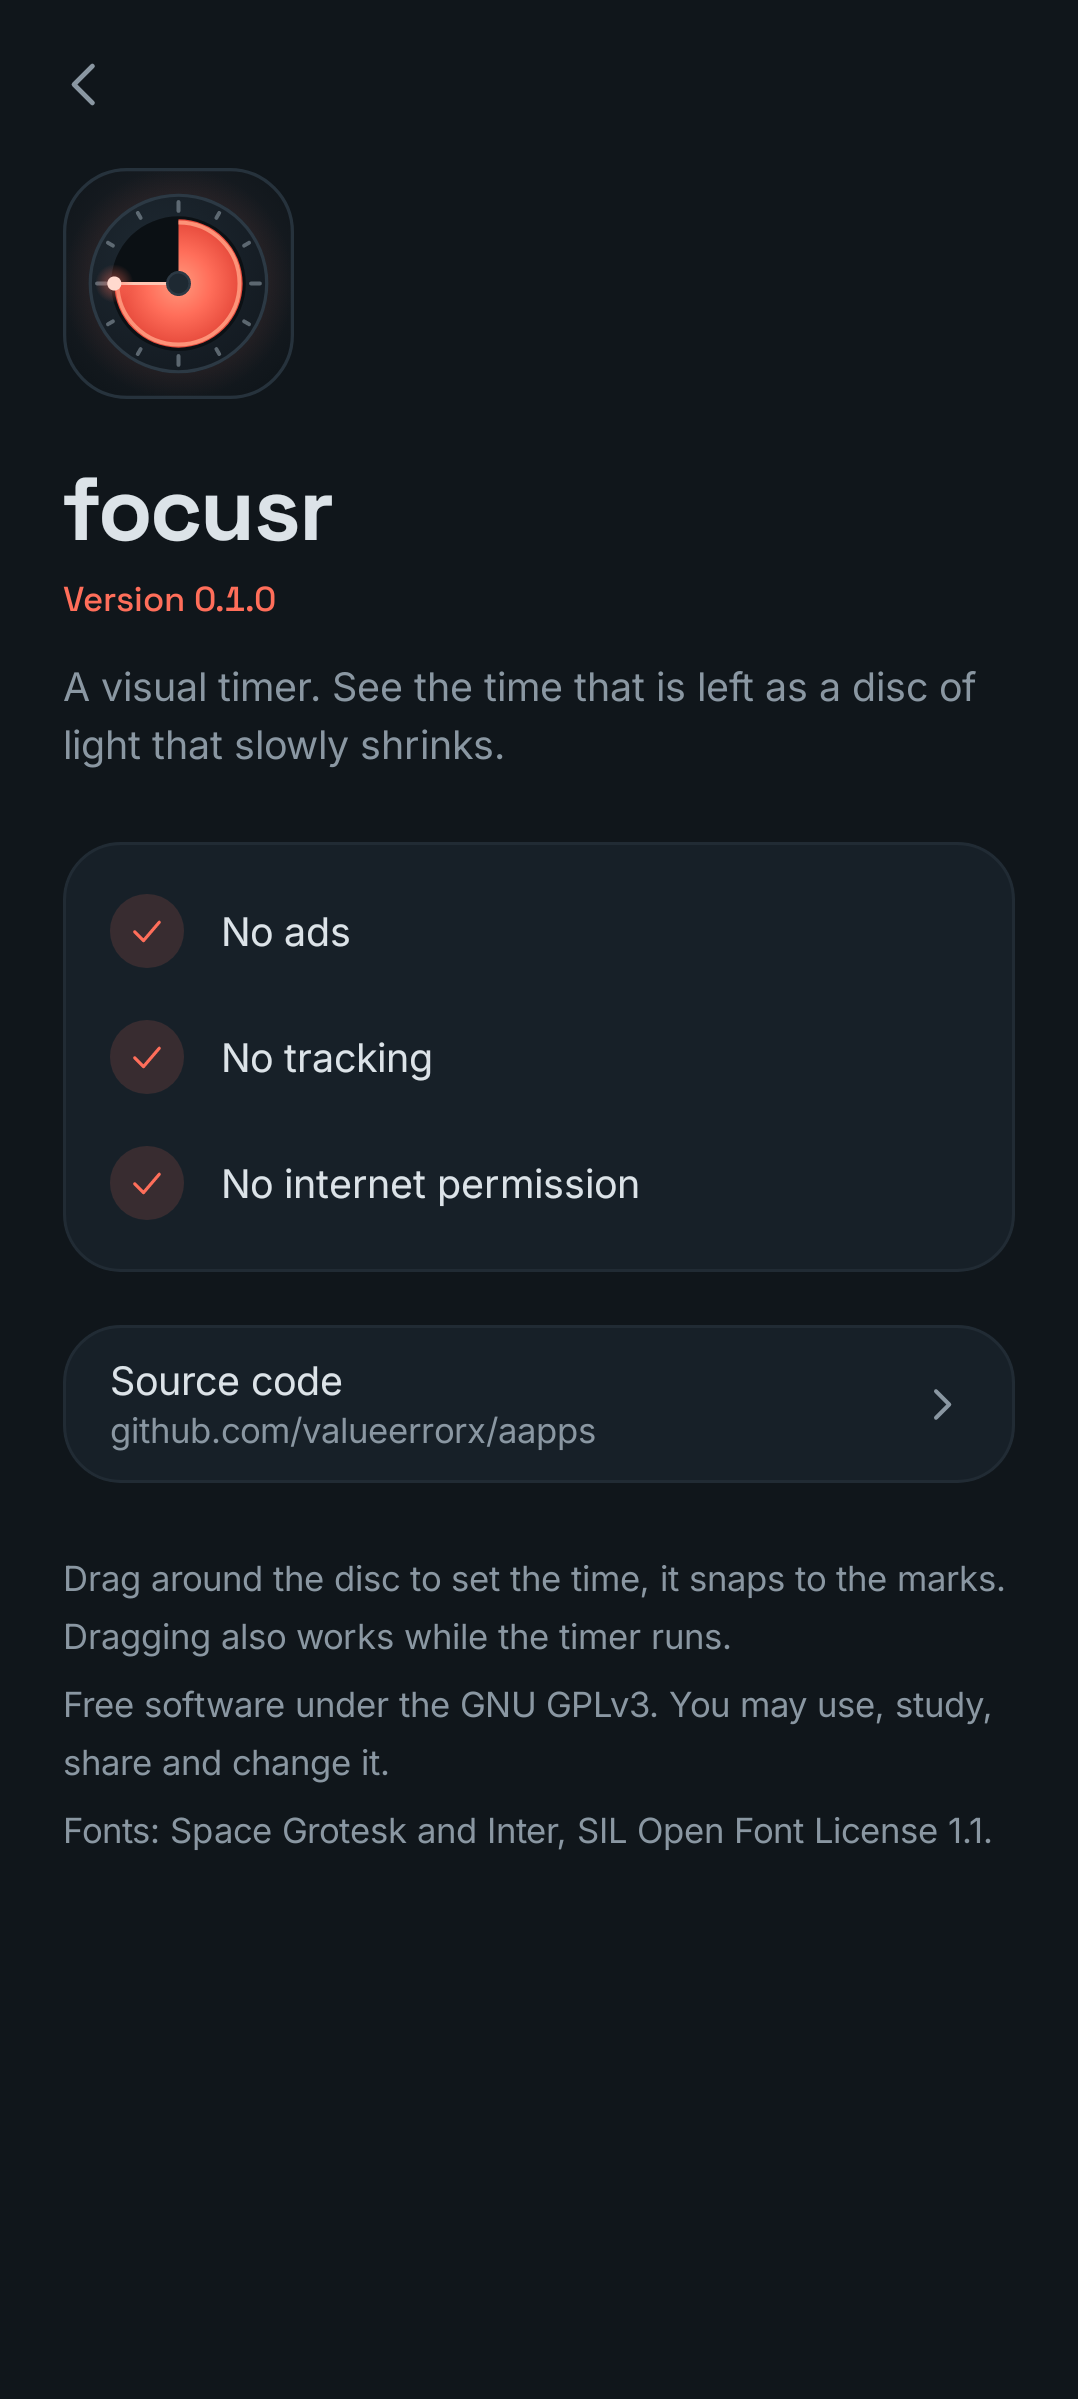 focusr
Version 0.1.0
A visual timer. See the time that is left as a disc of
light that slowly shrinks.
No ads
No tracking
No internet permission
Source code
github.com/valueerrorx/aapps
Drag around the disc to set the time, it snaps to the marks.
Dragging also works while the timer runs.
Free software under the GNU GPLv3. You may use, study,
share and change it.
Fonts: Space Grotesk and Inter, SIL Open Font License 1.1.